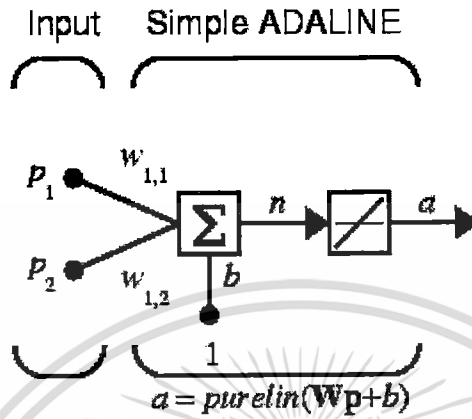 Input Simple ADALINE
p1 w1,1
Σ n a
p2 w1,2 b
1
a = purelin(Wp+b)